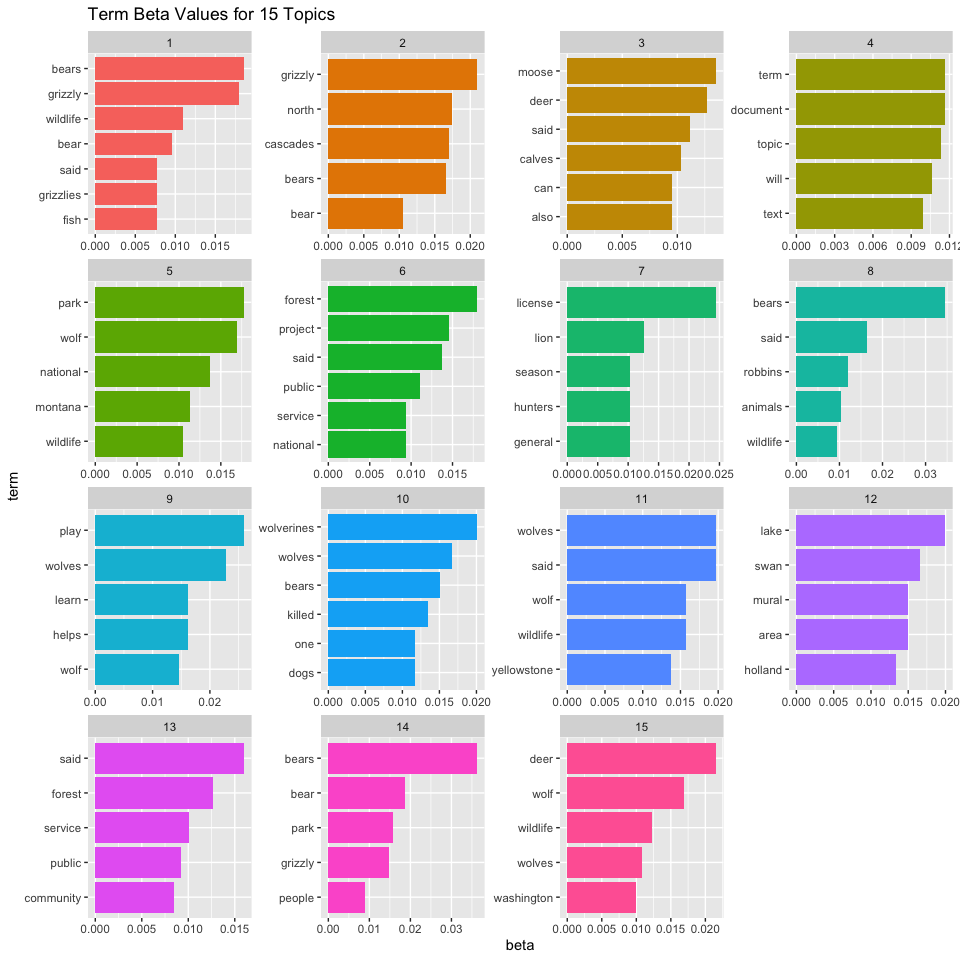 Term Beta Values for 15 Topics
1
bears
grizzly
wildlife
bear
said
grizzlies
fish
0.000 0.005 0.010 0.015
2
grizzly
north
cascades
bears
bear
0.000 0.005 0.010 0.015 0.020
3
moose
deer
said
calves
can
also
0.000 0.005 0.010
4
term
document
topic
will
text
0.000 0.003 0.006 0.009 0.012
5
park
wolf
national
montana
wildlife
0.000 0.005 0.010 0.015
6
forest
project
said
public
service
national
0.000 0.005 0.010 0.015
7
license
lion
season
hunters
general
0.000 0.005 0.010 0.015 0.020 0.025
8
bears
said
robbins
animals
wildlife
0.00 0.01 0.02 0.03
9
play
wolves
learn
helps
wolf
0.00 0.01 0.02
10
wolverines
wolves
bears
killed
one
dogs
0.000 0.005 0.010 0.015 0.020
11
wolves
said
wolf
wildlife
yellowstone
0.000 0.005 0.010 0.015 0.020
12
lake
swan
mural
area
holland
0.000 0.005 0.010 0.015 0.020
13
said
forest
service
public
community
0.000 0.005 0.010 0.015
14
bears
bear
park
grizzly
people
0.00 0.01 0.02 0.03
15
deer
wolf
wildlife
wolves
washington
0.000 0.005 0.010 0.015 0.020
term
beta